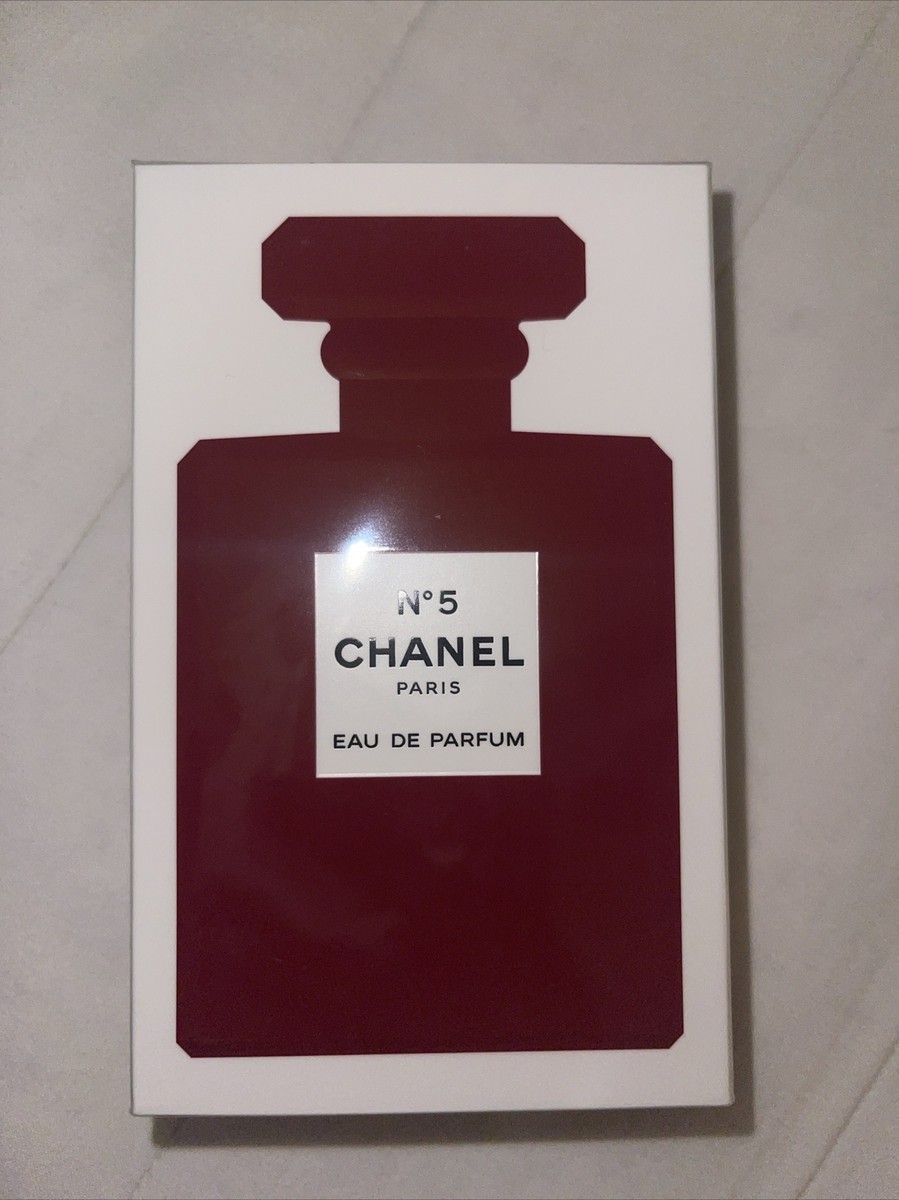 N°5
CHANEL
PARIS
EAU DE PARFUM